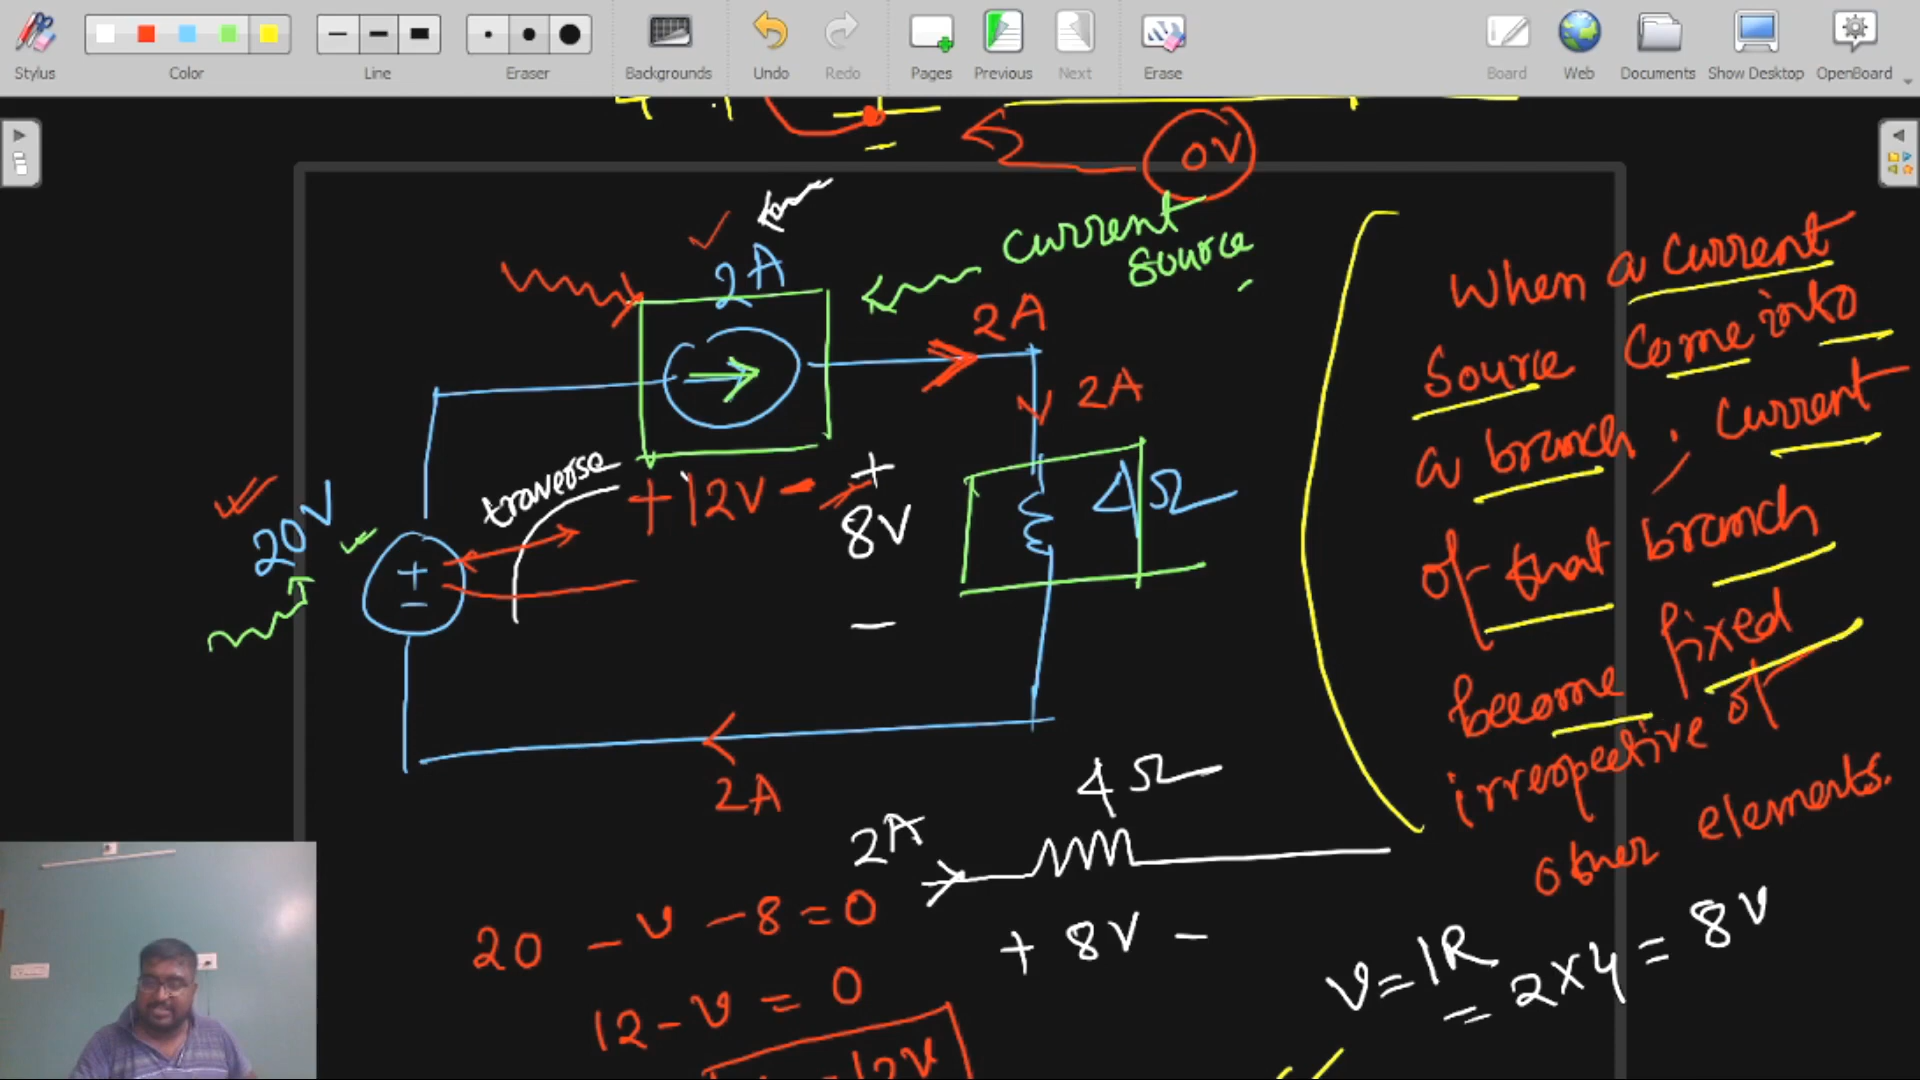 Stylus
Color
Line
Eraser
Backgrounds
Undo
Redo
Pages
Previous
Next
Erase
Board
Web
Documents
Show Desktop
OpenBoard
0V
2A
current
source
2A
2A
4Ω
+ 12V -
traverse
20V
+
-
+
8V
-
2A
When a current
source come into
a branch, current
of that branch
become fixed
irrespective of
other elements.
4Ω
2A
+ 8V -
20 - v - 8 = 0
12 - v = 0
= 12V
v = IR
= 2×4 = 8V